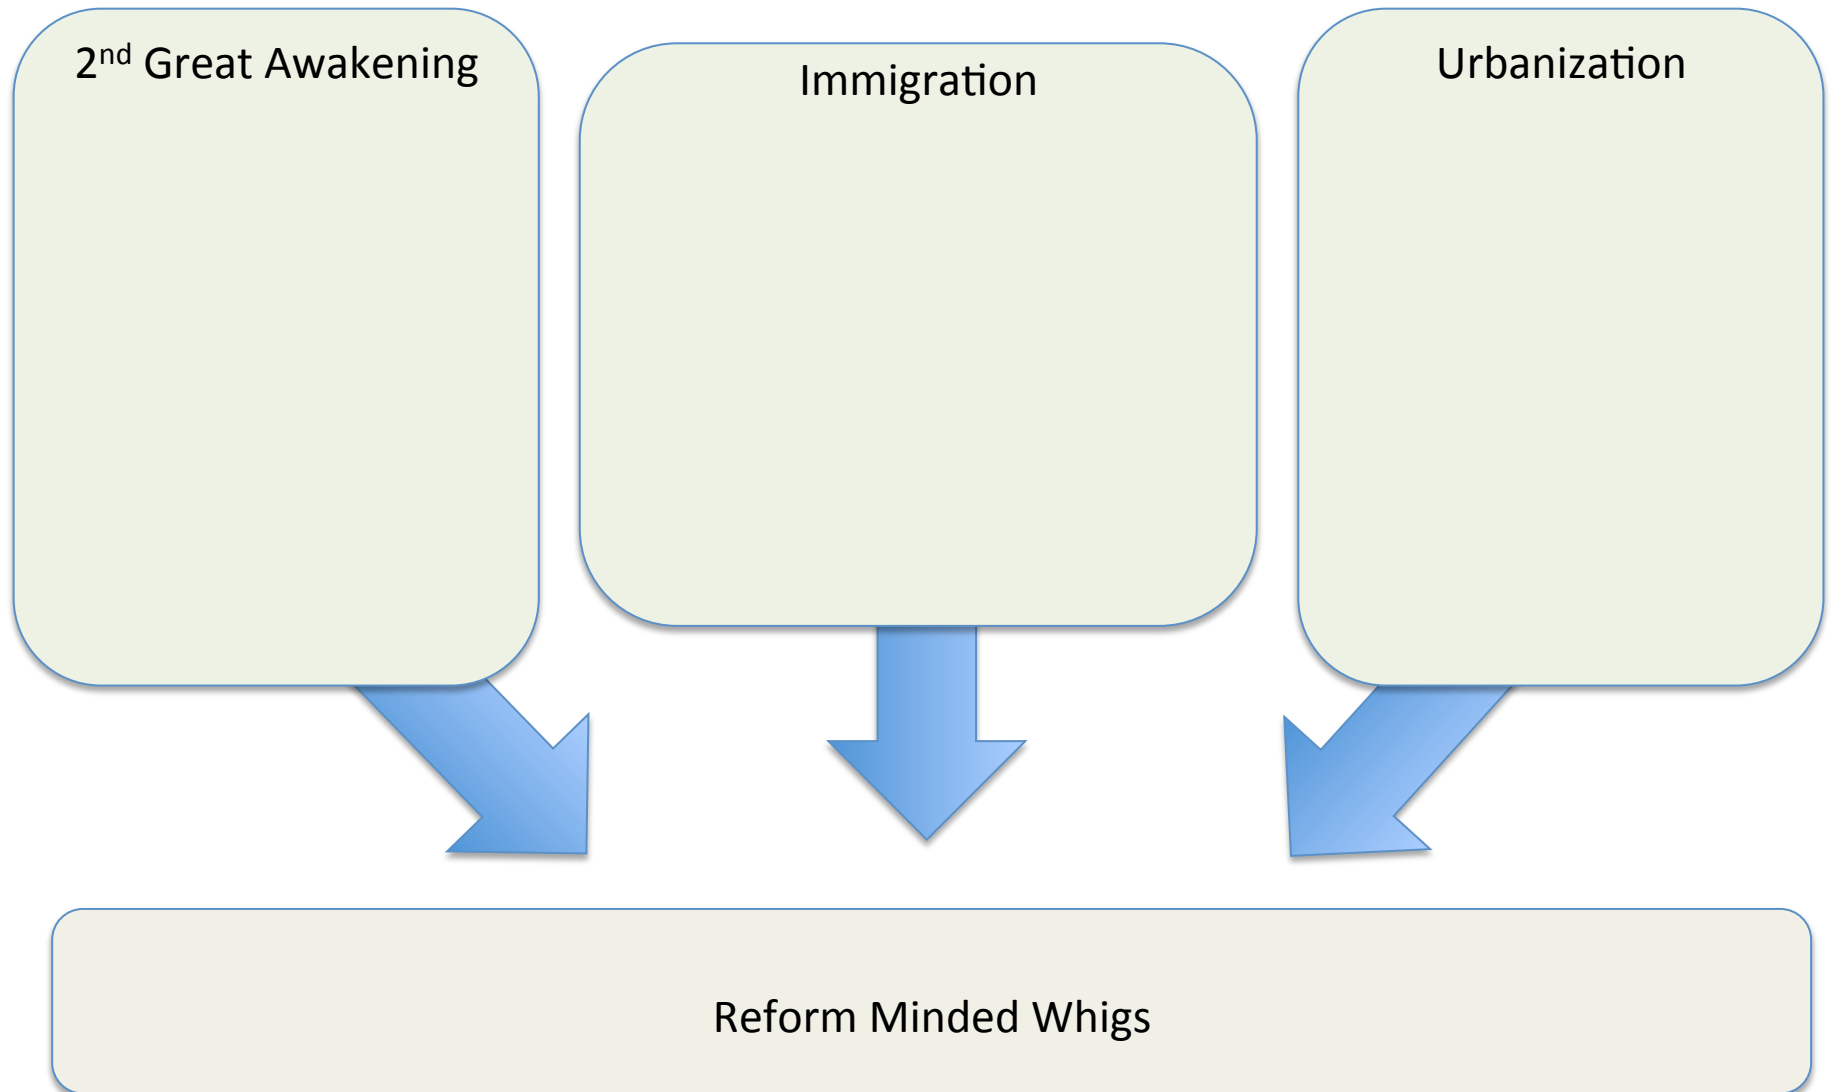 2nd Great Awakening
Immigration
Urbanization
Reform Minded Whigs